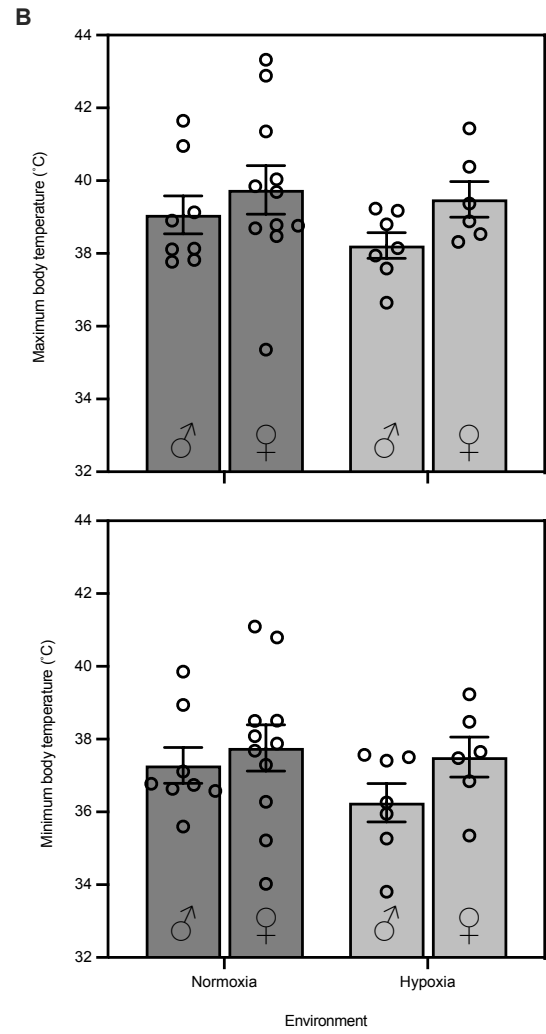 B
Maximum body temperature (˚C)
44
42
40
38
36
34
32
♂ ♀ ♂ ♀
Minimum body temperature (˚C)
44
42
40
38
36
34
32
♂ ♀ ♂ ♀
Normoxia Hypoxia
Environment